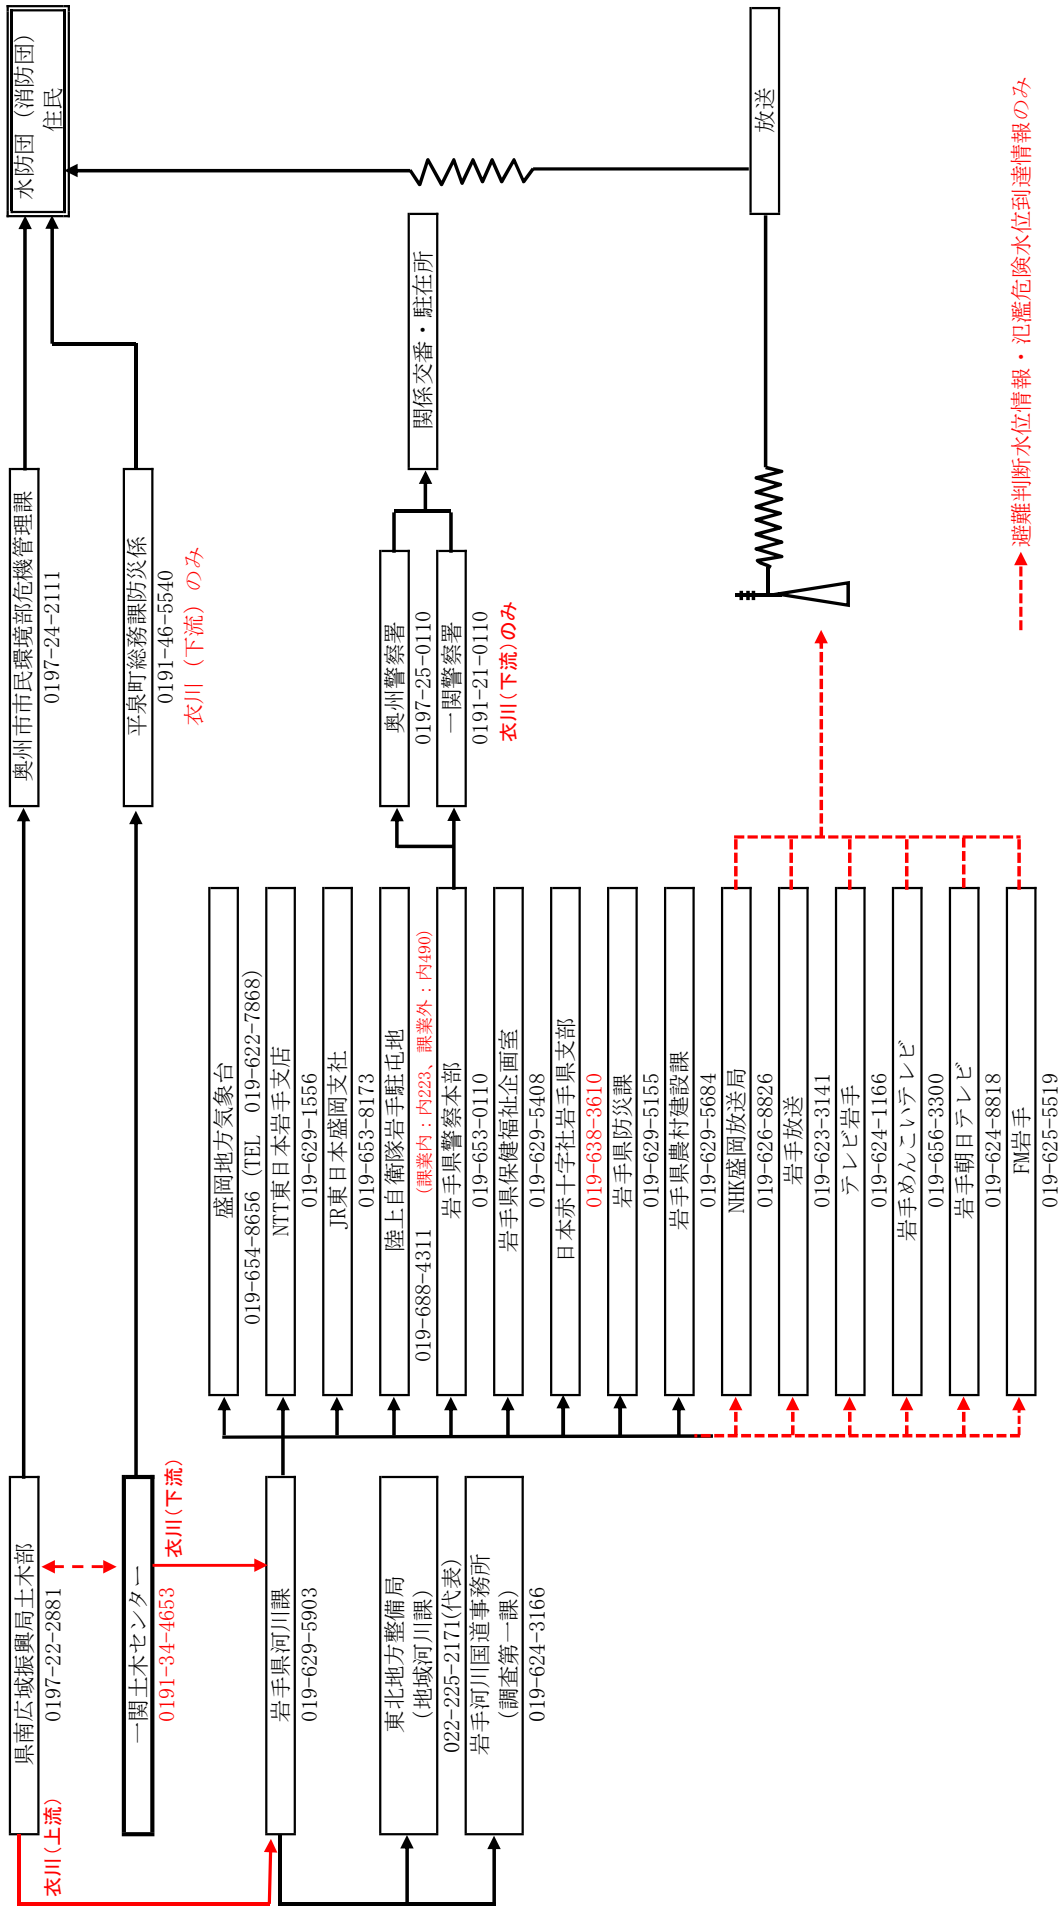 県南広域振興局土木部
0197-22-2881
衣川(上流)
一関土木センター
0191-34-4653
衣川(下流)
岩手県河川課
019-629-5903
東北地方整備局
(地域河川課)
022-225-2171(代表)
岩手河川国道事務所
(調査第一課)
019-624-3166
盛岡地方気象台
019-654-8656（TEL 019-622-7868)
NTT東日本岩手支店
019-629-1556
JR東日本盛岡支社
019-653-8173
陸上自衛隊岩手駐屯地
019-688-4311 (課業内：内223、課業外：内490)
岩手県警察本部
019-653-0110
岩手県保健福祉企画室
019-629-5408
日本赤十字社岩手県支部
019-638-3610
岩手県防災課
019-629-5155
岩手県農村建設課
019-629-5684
NHK盛岡放送局
019-626-8826
岩手放送
019-623-3141
テレビ岩手
019-624-1166
岩手めんこいテレビ
019-656-3300
岩手朝日テレビ
019-624-8818
FM岩手
019-625-5519
奥州市市民環境部危機管理課
0197-24-2111
平泉町総務課防災係
0191-46-5540
衣川（下流）のみ
奥州警察署
0197-25-0110
一関警察署
0191-21-0110
衣川(下流)のみ
関係交番・駐在所
水防団（消防団）
住民
放送
避難判断水位情報・氾濫危険水位到達情報のみ